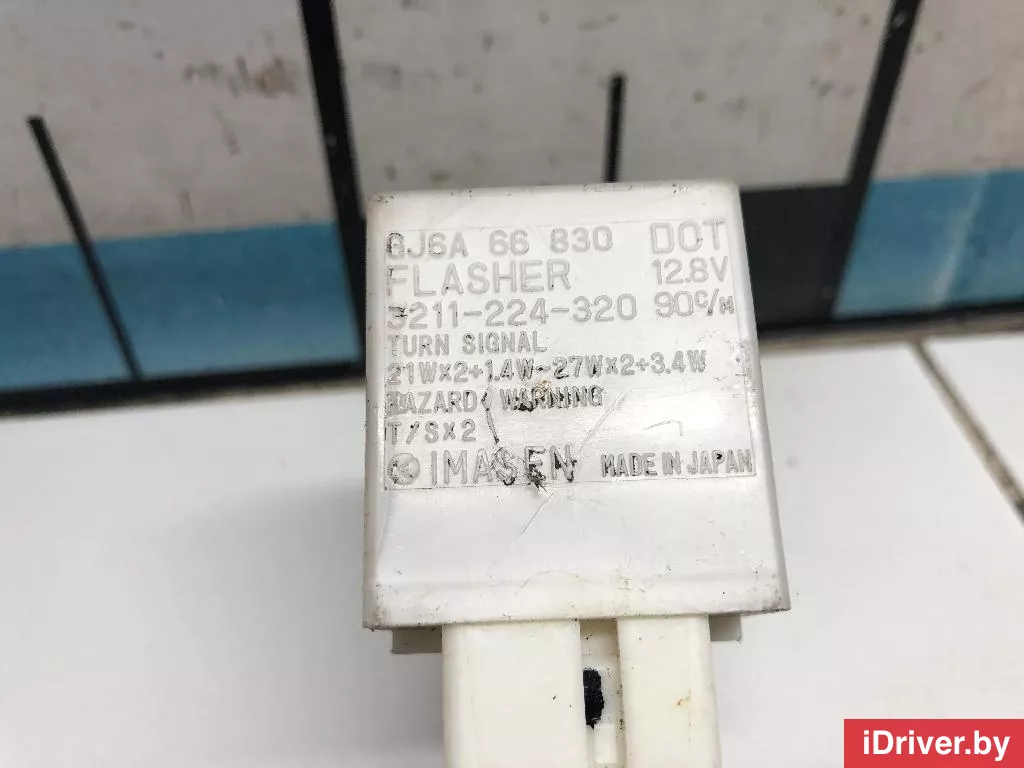 GJ6A 66 830 DOT
FLASHER 12.8V
3211-224-320 90C/M
TURN SIGNAL
21W×2+1.4W~27W×2+3.4W
HAZARD WARNING
T/S×2
IMASEN MADE IN JAPAN
iDriver.by